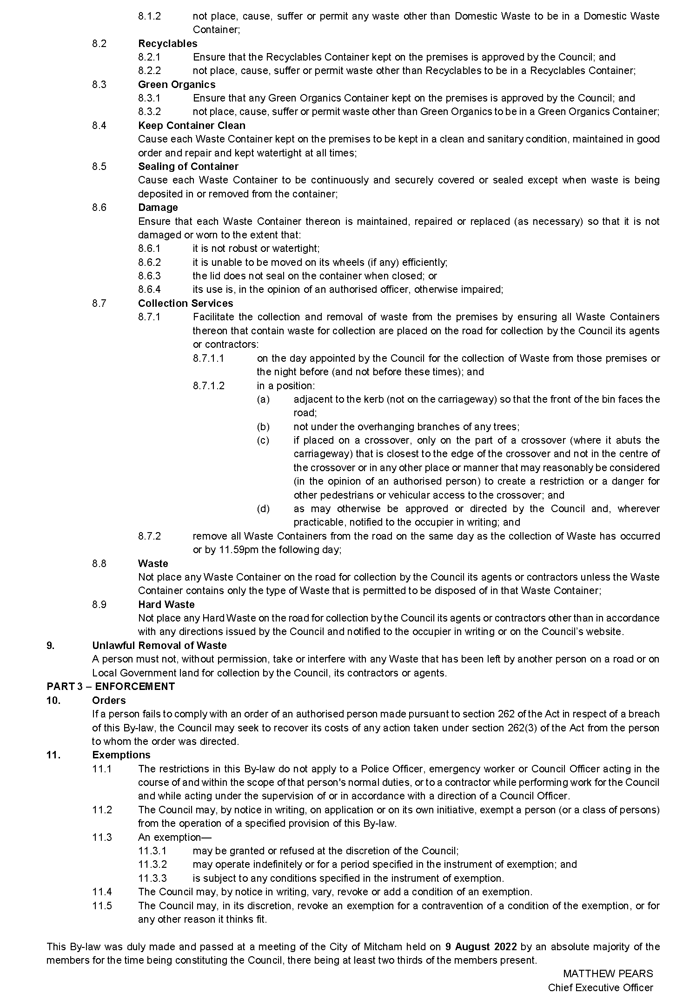 8.1.2 not place, cause, suffer or permit any waste other than Domestic Waste to be in a Domestic Waste
Container;
8.2 Recyclables
8.2.1 Ensure that the Recyclables Container kept on the premises is approved by the Council; and
8.2.2 not place, cause, suffer or permit waste other than Recyclables to be in a Recyclables Container;
8.3 Green Organics
8.3.1 Ensure that any Green Organics Container kept on the premises is approved by the Council; and
8.3.2 not place, cause, suffer or permit waste other than Green Organics to be in a Green Organics Container;
8.4 Keep Container Clean
Cause each Waste Container kept on the premises to be kept in a clean and sanitary condition, maintained in good
order and repair and kept watertight at all times;
8.5 Sealing of Container
Cause each Waste Container to be continuously and securely covered or sealed except when waste is being
deposited in or removed from the container;
8.6 Damage
Ensure that each Waste Container thereon is maintained, repaired or replaced (as necessary) so that it is not
damaged or worn to the extent that:
8.6.1 it is not robust or watertight;
8.6.2 it is unable to be moved on its wheels (if any) efficiently;
8.6.3 the lid does not seal on the container when closed; or
8.6.4 its use is, in the opinion of an authorised officer, otherwise impaired;
8.7 Collection Services
8.7.1 Facilitate the collection and removal of waste from the premises by ensuring all Waste Containers
thereon that contain waste for collection are placed on the road for collection by the Council its agents
or contractors:
8.7.1.1 on the day appointed by the Council for the collection of Waste from those premises or
the night before (and not before these times); and
8.7.1.2 in a position:
(a) adjacent to the kerb (not on the carriageway) so that the front of the bin faces the
road;
(b) not under the overhanging branches of any trees;
(c) if placed on a crossover, only on the part of a crossover (where it abuts the
carriageway) that is closest to the edge of the crossover and not in the centre of
the crossover or in any other place or manner that may reasonably be considered
(in the opinion of an authorised person) to create a restriction or a danger for
other pedestrians or vehicular access to the crossover; and
(d) as may otherwise be approved or directed by the Council and, wherever
practicable, notified to the occupier in writing; and
8.7.2 remove all Waste Containers from the road on the same day as the collection of Waste has occurred
or by 11.59pm the following day;
8.8 Waste
Not place any Waste Container on the road for collection by the Council its agents or contractors unless the Waste
Container contains only the type of Waste that is permitted to be disposed of in that Waste Container;
8.9 Hard Waste
Not place any Hard Waste on the road for collection by the Council its agents or contractors other than in accordance
with any directions issued by the Council and notified to the occupier in writing or on the Council's website.
9. Unlawful Removal of Waste
A person must not, without permission, take or interfere with any Waste that has been left by another person on a road or on
Local Government land for collection by the Council, its contractors or agents.
PART 3 – ENFORCEMENT
10. Orders
If a person fails to comply with an order of an authorised person made pursuant to section 262 of the Act in respect of a breach
of this By-law, the Council may seek to recover its costs of any action taken under section 262(3) of the Act from the person
to whom the order was directed.
11. Exemptions
11.1 The restrictions in this By-law do not apply to a Police Officer, emergency worker or Council Officer acting in the
course of and within the scope of that person's normal duties, or to a contractor while performing work for the Council
and while acting under the supervision of or in accordance with a direction of a Council Officer.
11.2 The Council may, by notice in writing, on application or on its own initiative, exempt a person (or a class of persons)
from the operation of a specified provision of this By-law.
11.3 An exemption—
11.3.1 may be granted or refused at the discretion of the Council;
11.3.2 may operate indefinitely or for a period specified in the instrument of exemption; and
11.3.3 is subject to any conditions specified in the instrument of exemption.
11.4 The Council may, by notice in writing, vary, revoke or add a condition of an exemption.
11.5 The Council may, in its discretion, revoke an exemption for a contravention of a condition of the exemption, or for
any other reason it thinks fit.
This By-law was duly made and passed at a meeting of the City of Mitcham held on 9 August 2022 by an absolute majority of the
members for the time being constituting the Council, there being at least two thirds of the members present.
MATTHEW PEARS
Chief Executive Officer